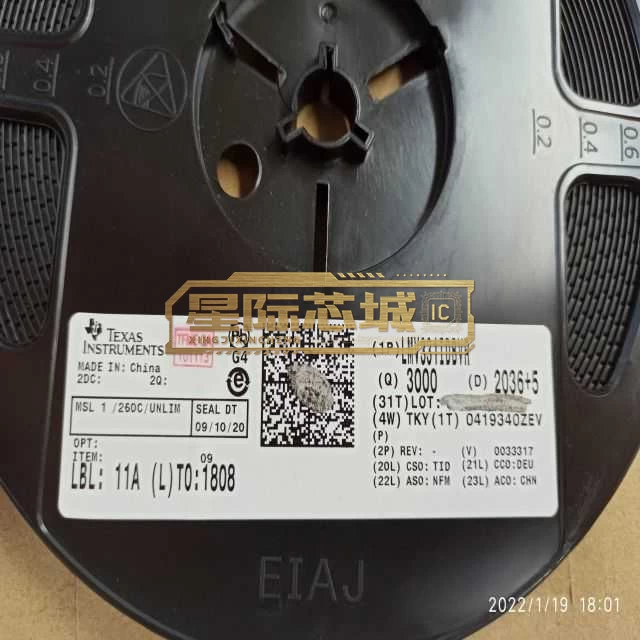 0.4
0.2
0.2
0.4
0.6
星际芯城 IC
XINGJIXINCHENG
TEXAS
INSTRUMENTS
MADE IN: China
2DC: 2Q:
G4
(Q) 3000 (D) 2036+5
(31T) LOT:
(4W) TKY (1T) 0419340ZEV
(P)
(2P) REV: - (V) 0033317
(20L) CSO: TID (21L) CCO: DEU
(22L) ASO: NFM (23L) ACO: CHN
MSL 1 /260C/UNLIM SEAL DT
09/10/20
OPT:
ITEM: 09
LBL: 11A (L)TO:1808
EIAJ
2022/1/19 18:01